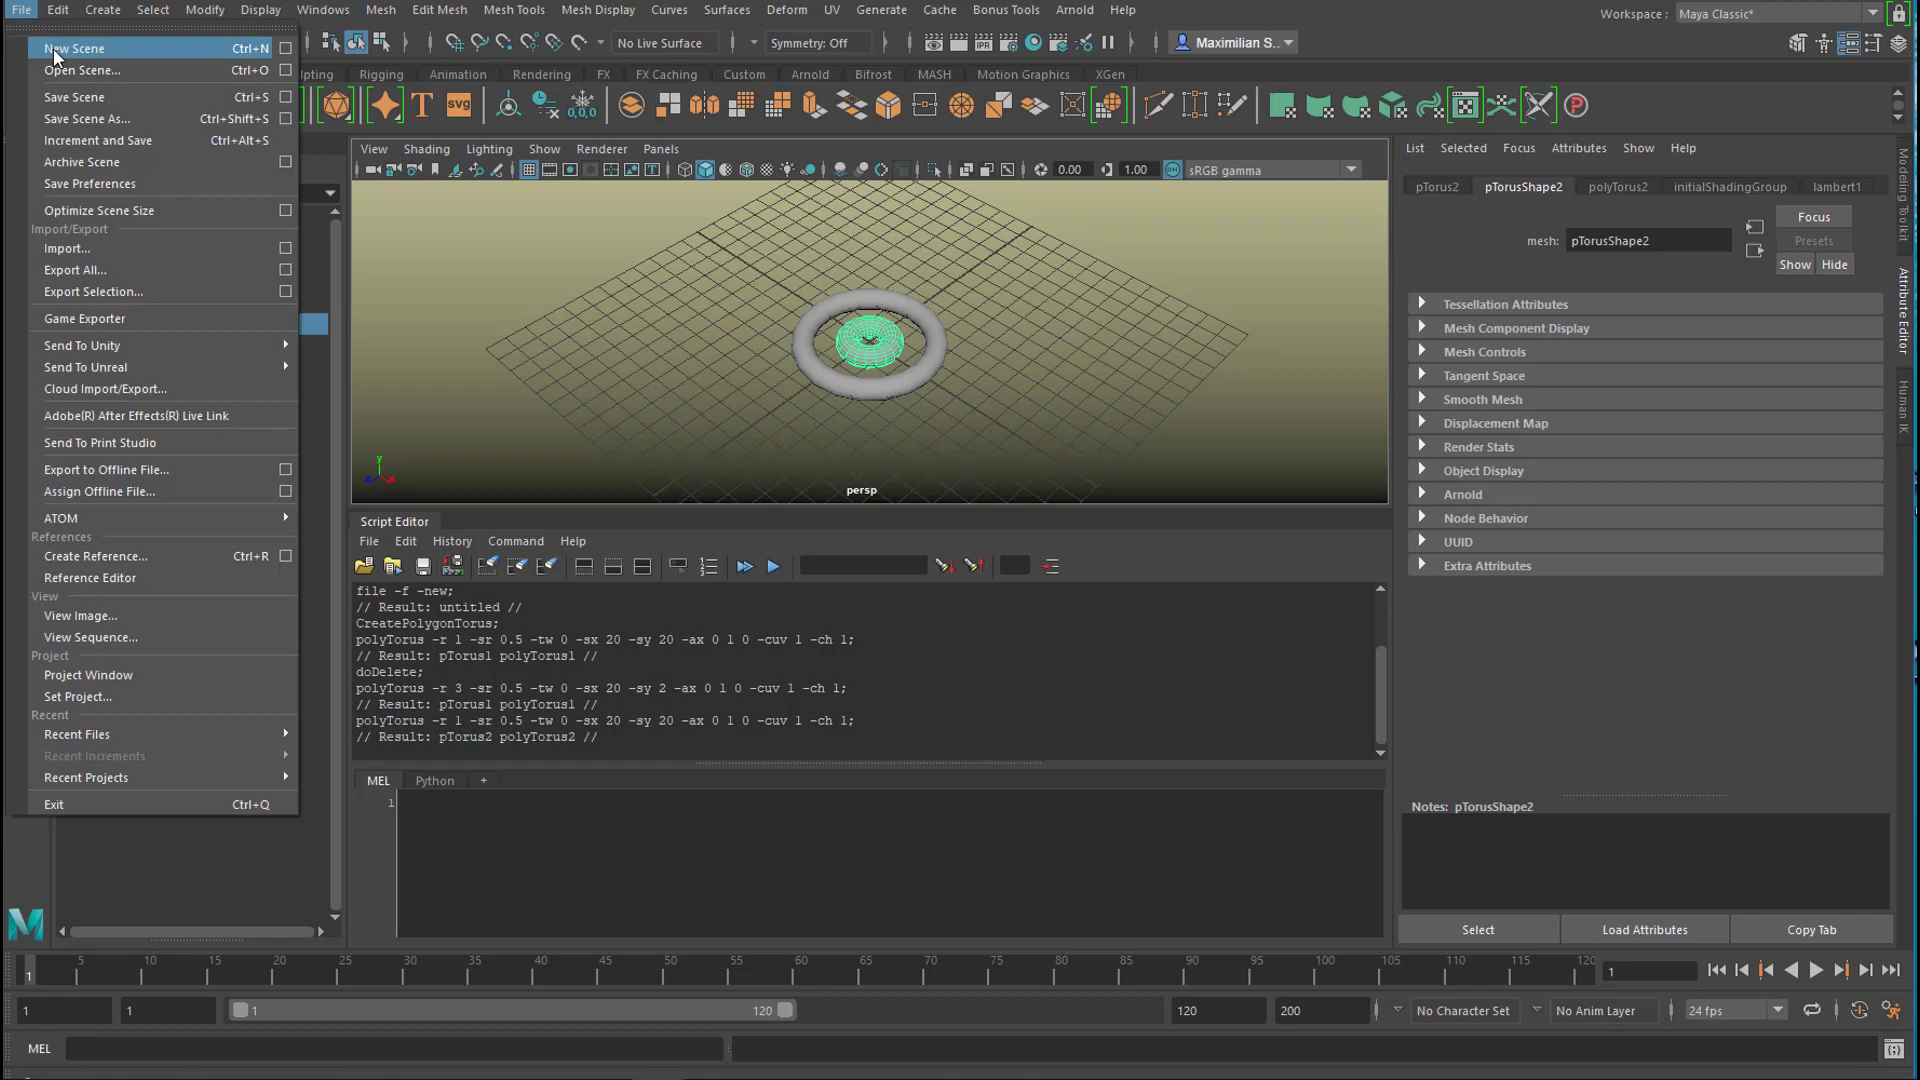 File Edit Create Select Modify Display Windows Mesh Edit Mesh Mesh Tools Mesh Display Curves Surfaces Deform UV Generate Cache Bonus Tools Arnold Help
Workspace : Maya Classic*
No Live Surface Symmetry: Off Maximilian S...
Rigging Animation Rendering FX FX Caching Custom Arnold Bifrost MASH Motion Graphics XGen
T svg 0,0,0 P
New Scene Ctrl+N
Open Scene... Ctrl+O
Save Scene Ctrl+S
Save Scene As... Ctrl+Shift+S
Increment and Save Ctrl+Alt+S
Archive Scene
Save Preferences
Optimize Scene Size
Import/Export
Import...
Export All...
Export Selection...
Game Exporter
Send To Unity
Send To Unreal
Cloud Import/Export...
Adobe(R) After Effects(R) Live Link
Send To Print Studio
Export to Offline File...
Assign Offline File...
ATOM
References
Create Reference... Ctrl+R
Reference Editor
View
View Image...
View Sequence...
Project
Project Window
Set Project...
Recent
Recent Files
Recent Increments
Recent Projects
Exit Ctrl+Q
View Shading Lighting Show Renderer Panels
0.00 1.00 sRGB gamma
y
z x
persp
Script Editor
File Edit History Command Help
file -f -new;
// Result: untitled //
CreatePolygonTorus;
polyTorus -r 1 -sr 0.5 -tw 0 -sx 20 -sy 20 -ax 0 1 0 -cuv 1 -ch 1;
// Result: pTorus1 polyTorus1 //
doDelete;
polyTorus -r 3 -sr 0.5 -tw 0 -sx 20 -sy 2 -ax 0 1 0 -cuv 1 -ch 1;
// Result: pTorus1 polyTorus1 //
polyTorus -r 1 -sr 0.5 -tw 0 -sx 20 -sy 20 -ax 0 1 0 -cuv 1 -ch 1;
// Result: pTorus2 polyTorus2 //
MEL Python +
1
List Selected Focus Attributes Show Help
pTorus2 pTorusShape2 polyTorus2 initialShadingGroup lambert1
mesh: pTorusShape2
Focus
Presets
Show Hide
Tessellation Attributes
Mesh Component Display
Mesh Controls
Tangent Space
Smooth Mesh
Displacement Map
Render Stats
Object Display
Arnold
Node Behavior
UUID
Extra Attributes
Notes: pTorusShape2
Select Load Attributes Copy Tab
Modeling Toolkit
Attribute Editor
Human IK
M
1 5 10 15 20 25 30 35 40 45 50 55 60 65 70 75 80 85 90 95 100 105 110 115 120 1
1 1 1 120 120 200 No Character Set No Anim Layer 24 fps
MEL